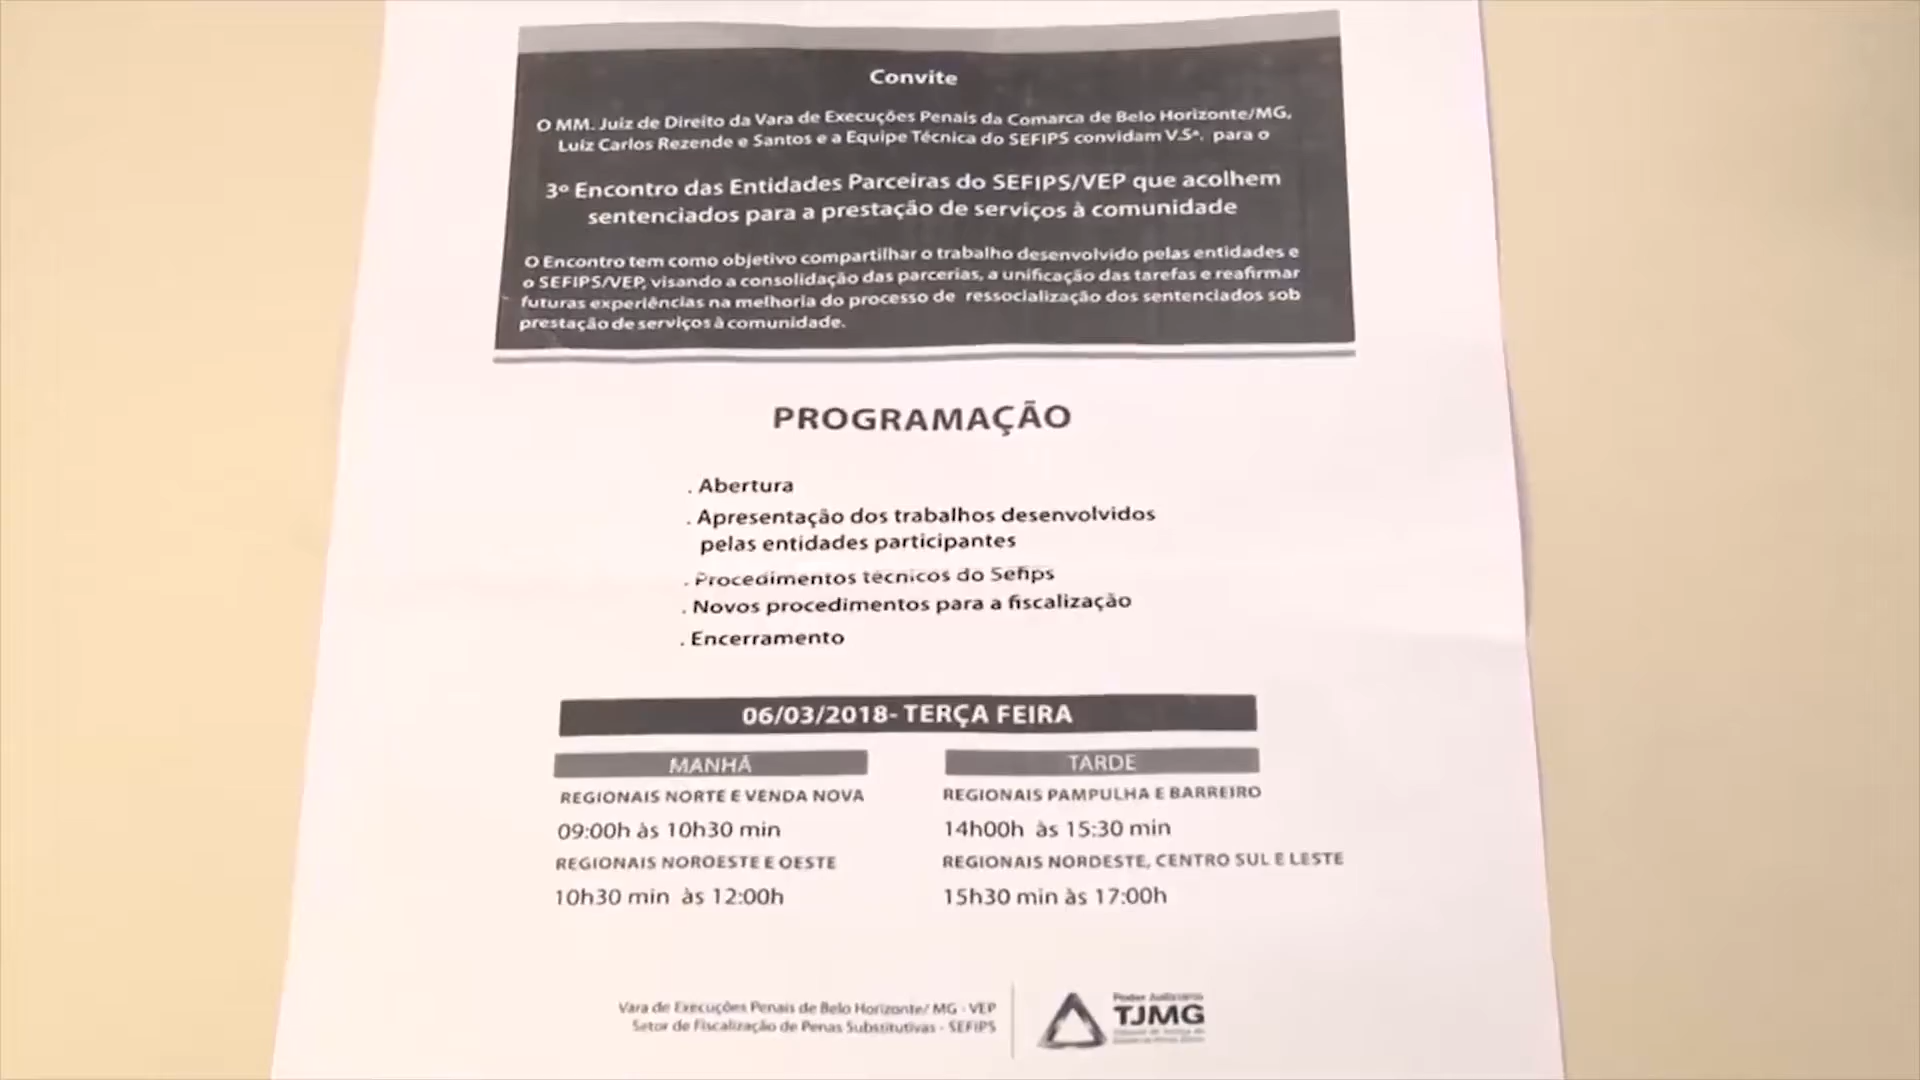 Convite
O MM. Juiz de Direito da Vara de Execuções Penais da Comarca de Belo Horizonte/MG,
Luiz Carlos Rezende e Santos e a Equipe Técnica do SEFIPS convidam V.Sª. para o
3º Encontro das Entidades Parceiras do SEFIPS/VEP que acolhem
sentenciados para a prestação de serviços à comunidade
O Encontro tem como objetivo compartilhar o trabalho desenvolvido pelas entidades e
o SEFIPS/VEP, visando a consolidação das parcerias, a unificação das tarefas e reafirmar
futuras experiências na melhoria do processo de ressocialização dos sentenciados sob
prestação de serviços à comunidade.
PROGRAMAÇÃO
. Abertura
. Apresentação dos trabalhos desenvolvidos
pelas entidades participantes
. Procedimentos técnicos do Sefips
. Novos procedimentos para a fiscalização
. Encerramento
06/03/2018- TERÇA FEIRA
MANHÃ
REGIONAIS NORTE E VENDA NOVA
09:00h às 10h30 min
REGIONAIS NOROESTE E OESTE
10h30 min às 12:00h
TARDE
REGIONAIS PAMPULHA E BARREIRO
14h00h às 15:30 min
REGIONAIS NORDESTE, CENTRO SUL E LESTE
15h30 min às 17:00h
Vara de Execuções Penais de Belo Horizonte/ MG - VEP
Setor de Fiscalização de Penas Substitutivas - SEFIPS
Poder Judiciário
TJMG